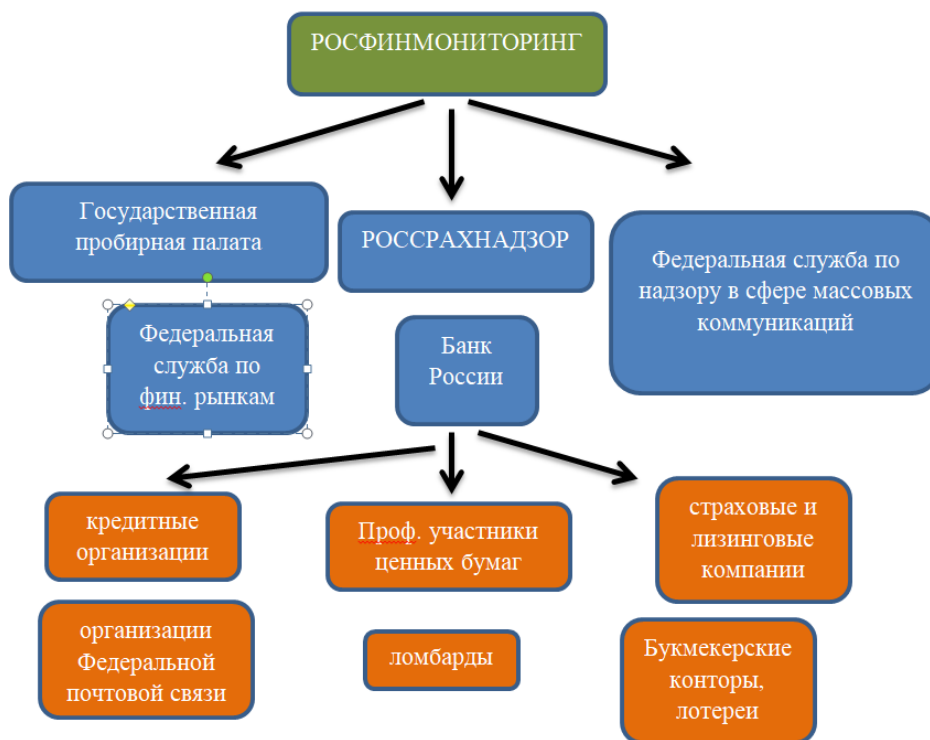 РОСФИНМОНИТОРИНГ
Государственная
пробирная палата
РОССРАХНАДЗОР
Федеральная служба по
надзору в сфере массовых
коммуникаций
Федеральная
служба по
фин. рынкам
Банк
России
кредитные
организации
Проф. участники
ценных бумаг
страховые и
лизинговые
компании
организации
Федеральной
почтовой связи
ломбарды
Букмекерские
конторы,
лотереи